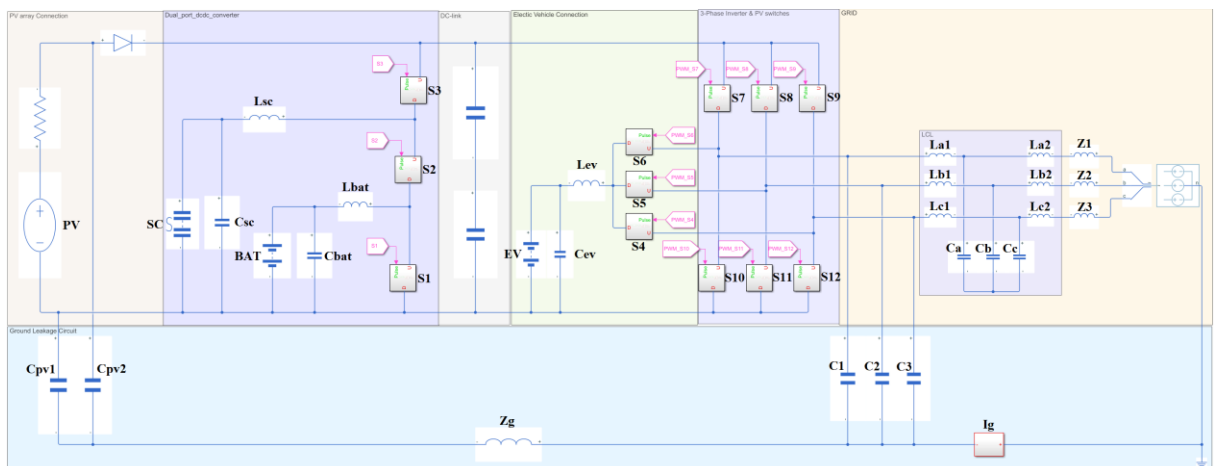 PV array Connection
Dual_port_dcdc_converter
DC-link
Electic Vehicle Connection
3-Phase Inverter & PV switches
GRID
S3
S3
Lsc
S2
S2
Lbat
SC
Csc
BAT
Cbat
S1
S1
PV
Lev
EV
Cev
PWM_S6
S6
PWM_S5
S5
PWM_S4
S4
PWM_S7
PWM_S8
PWM_S9
S7
S8
S9
PWM_S10
PWM_S11
PWM_S12
S10
S11
S12
LCL
La1
La2
Z1
Lb1
Lb2
Z2
Lc1
Lc2
Z3
Ca
Cb
Cc
Ground Leakage Circuit
Cpv1
Cpv2
Zg
C1
C2
C3
Ig